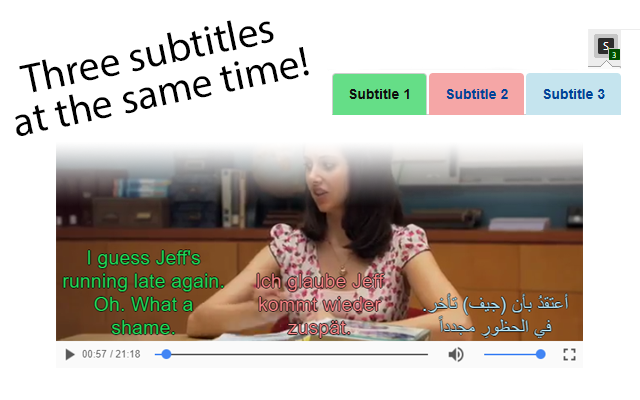 Three subtitles
at the same time!
S
3
Subtitle 1
Subtitle 2
Subtitle 3
I guess Jeff's
running late again.
Oh. What a
shame.
Ich glaube Jeff
kommt wieder
zuspät.
أعتقدُ بأن (جيف) تأخر.
في الحظورِ مجدداً
00:57 / 21:18